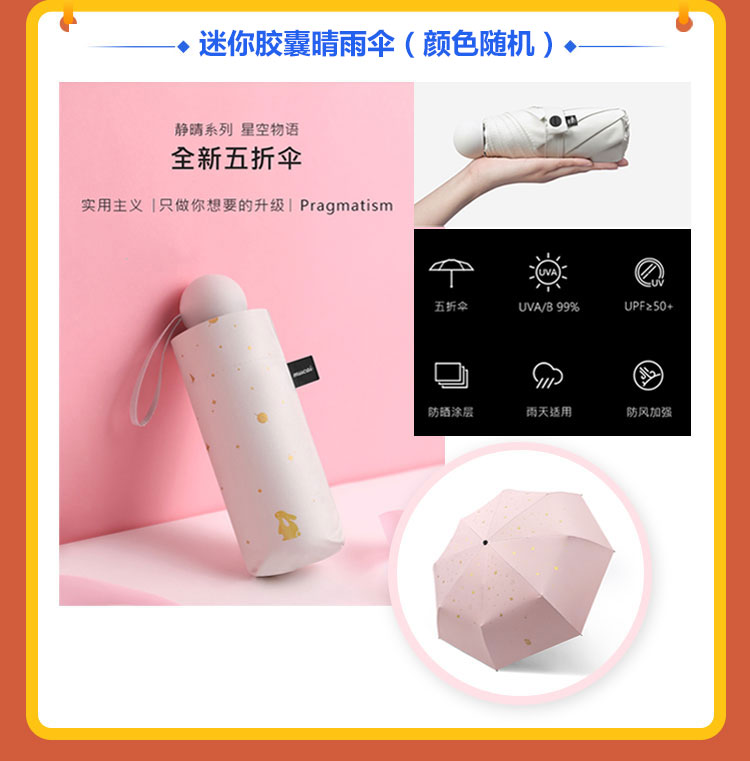 迷你胶囊晴雨伞(颜色随机)
静晴系列 星空物语
全新五折伞
实用主义 |只做你想要的升级| Pragmatism
UVA
UV
五折伞
UVA/B 99%
UPF≥50+
防晒涂层
雨天适用
防风加强